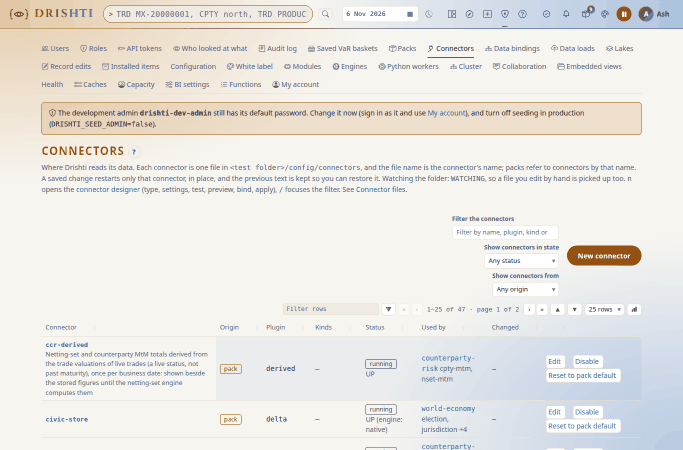 {👁} DRISHTI
> TRD MX-20000001, CPTY north, TRD PRODUC
6 Nov 2026
A Ash
Users Roles API tokens Who looked at what Audit log Saved VaR baskets Packs Connectors Data bindings Data loads Lakes
Record edits Installed items Configuration White label Modules Engines Python workers Cluster Collaboration Embedded views
Health Caches Capacity BI settings Functions My account
The development admin drishti-dev-admin still has its default password. Change it now (sign in as it and use My account), and turn off seeding in production
(DRISHTI_SEED_ADMIN=false).
CONNECTORS ?
Where Drishti reads its data. Each connector is one file in <test folder>/config/connectors, and the file name is the connector's name; packs refer to connectors by that name.
A saved change restarts only that connector, in place, and the previous text is kept so you can restore it. Watching the folder: WATCHING, so a file you edit by hand is picked up too. n
opens the connector designer (type, settings, test, preview, bind, apply), / focuses the filter. See Connector files.
Filter the connectors
Filter by name, plugin, kind or
Show connectors in state
Any status
New connector
Show connectors from
Any origin
Filter rows
1–25 of 47 · page 1 of 2
25 rows
Connector Origin Plugin Kinds Status Used by Changed
ccr-derived
Netting-set and counterparty MtM totals derived from
the trade valuations of live trades (a live status, not
past maturity), once per business date: shown beside
the stored figures until the netting-set engine
computes them
pack
derived
–
running
UP
counterparty-
risk cpty-mtm,
nset-mtm
–
Edit Disable
Reset to pack default
civic-store
pack
delta
–
running
UP (engine:
native)
world-economy
election,
jurisdiction +4
–
Edit Disable
Reset to pack default
running
counterparty-